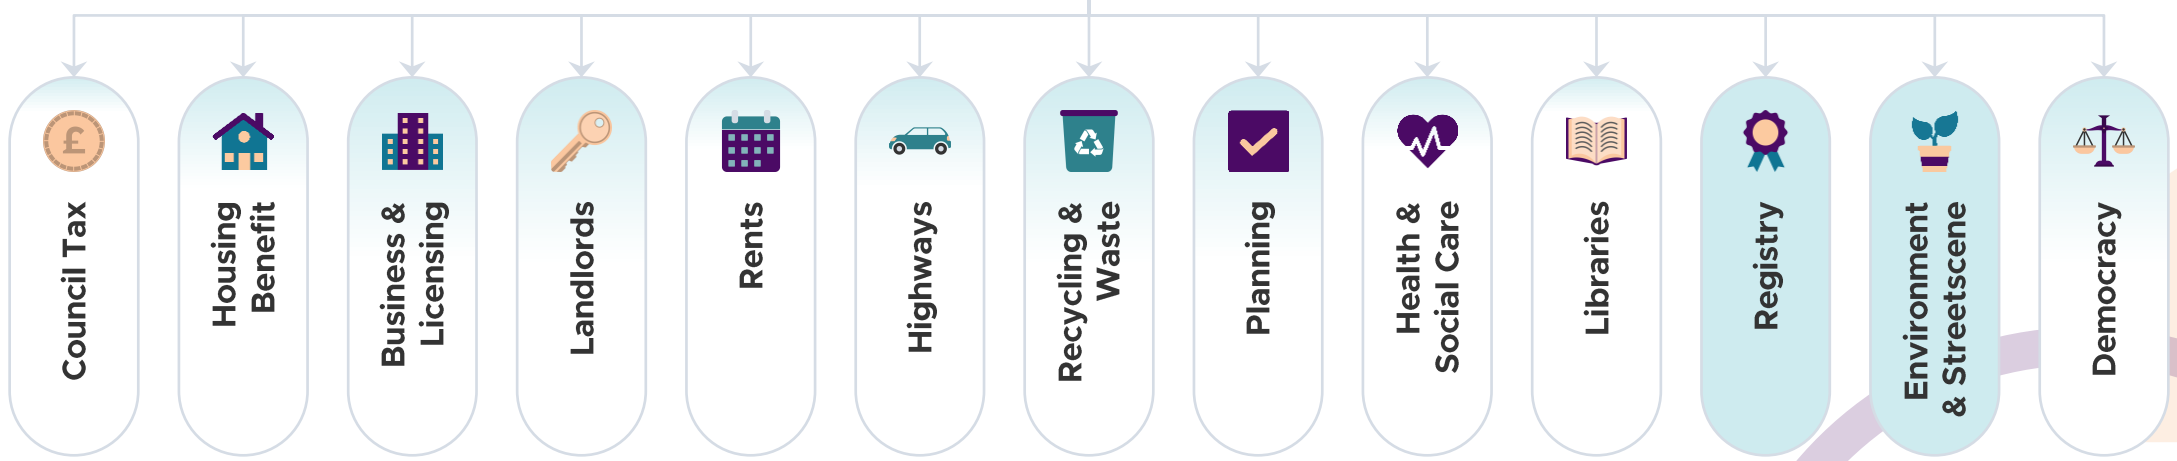 £
Council Tax
Housing
Benefit
Business &
Licensing
Landlords
Rents
Highways
Recycling &
Waste
Planning
Health &
Social Care
Libraries
Registry
Environment
& Streetscene
Democracy